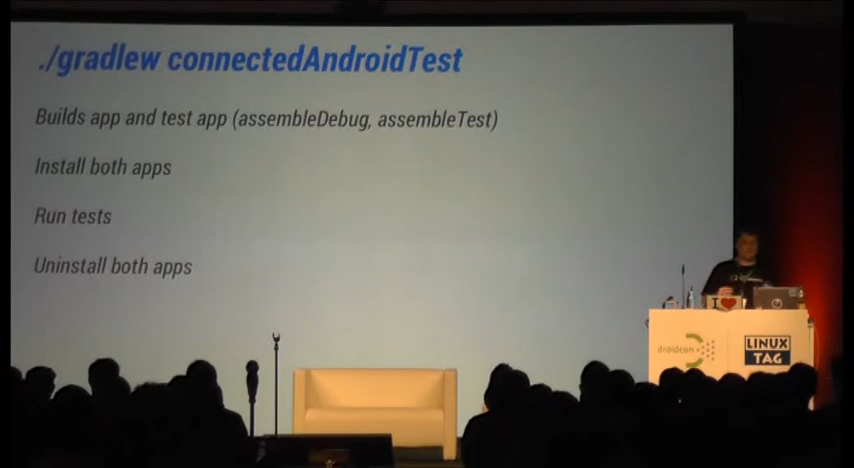 ./gradlew connectedAndroidTest
Builds app and test app (assembleDebug, assembleTest)
Install both apps
Run tests
Uninstall both apps
I
droidcon
LINUX
TAG